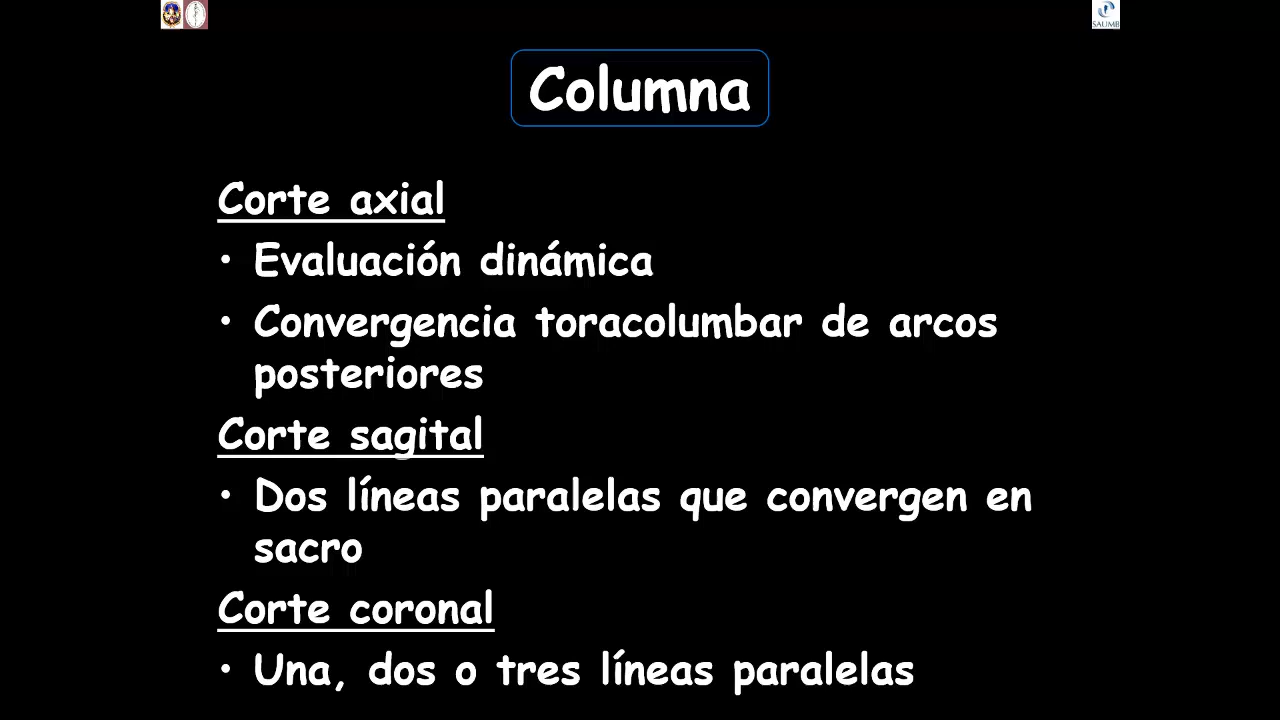 SAUMB
Columna
Corte axial
• Evaluación dinámica
• Convergencia toracolumbar de arcos
posteriores
Corte sagital
• Dos líneas paralelas que convergen en
sacro
Corte coronal
• Una, dos o tres líneas paralelas